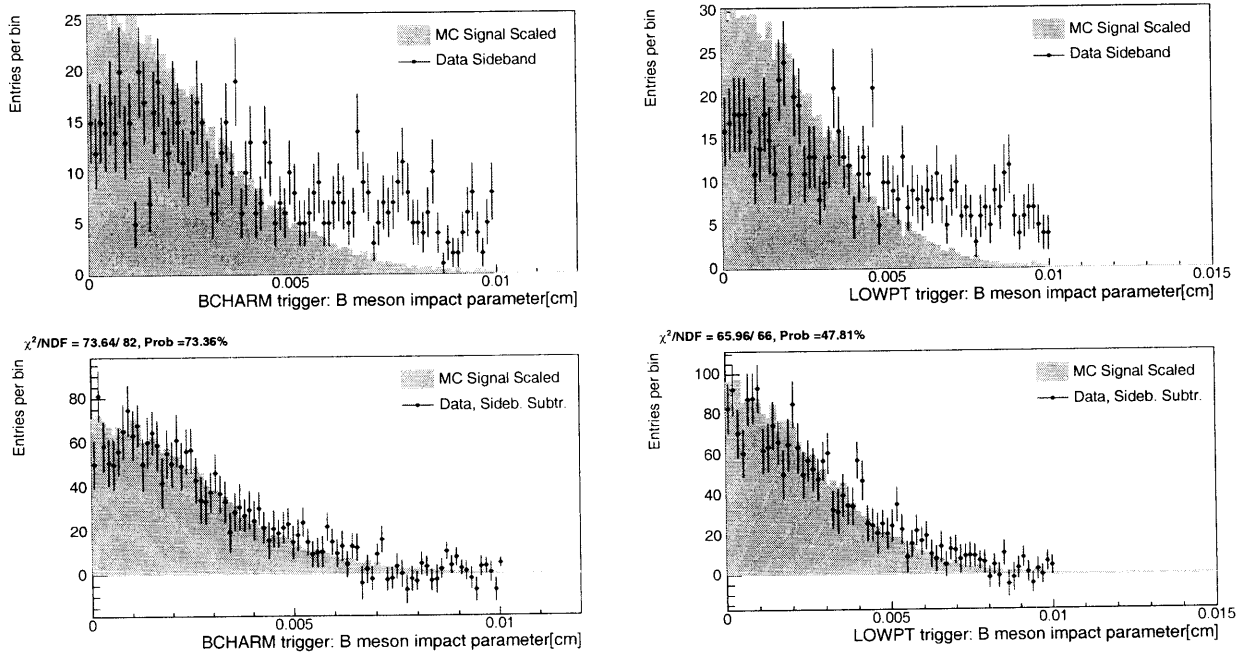 Entries per bin
25
20
15
10
5
0
MC Signal Scaled
Data Sideband
0
0.005
0.01
BCHARM trigger: B meson impact parameter[cm]
Entries per bin
30
25
20
15
10
5
0
MC Signal Scaled
Data Sideband
0
0.005
0.01
0.015
LOWPT trigger: B meson impact parameter[cm]
χ²/NDF = 73.64/ 82, Prob =73.36%
Entries per bin
80
60
40
20
0
MC Signal Scaled
Data, Sideb. Subtr.
0
0.005
0.01
BCHARM trigger: B meson impact parameter[cm]
χ²/NDF = 65.96/ 66, Prob =47.81%
Entries per bin
100
80
60
40
20
0
MC Signal Scaled
Data, Sideb. Subtr.
0
0.005
0.01
0.015
LOWPT trigger: B meson impact parameter[cm]